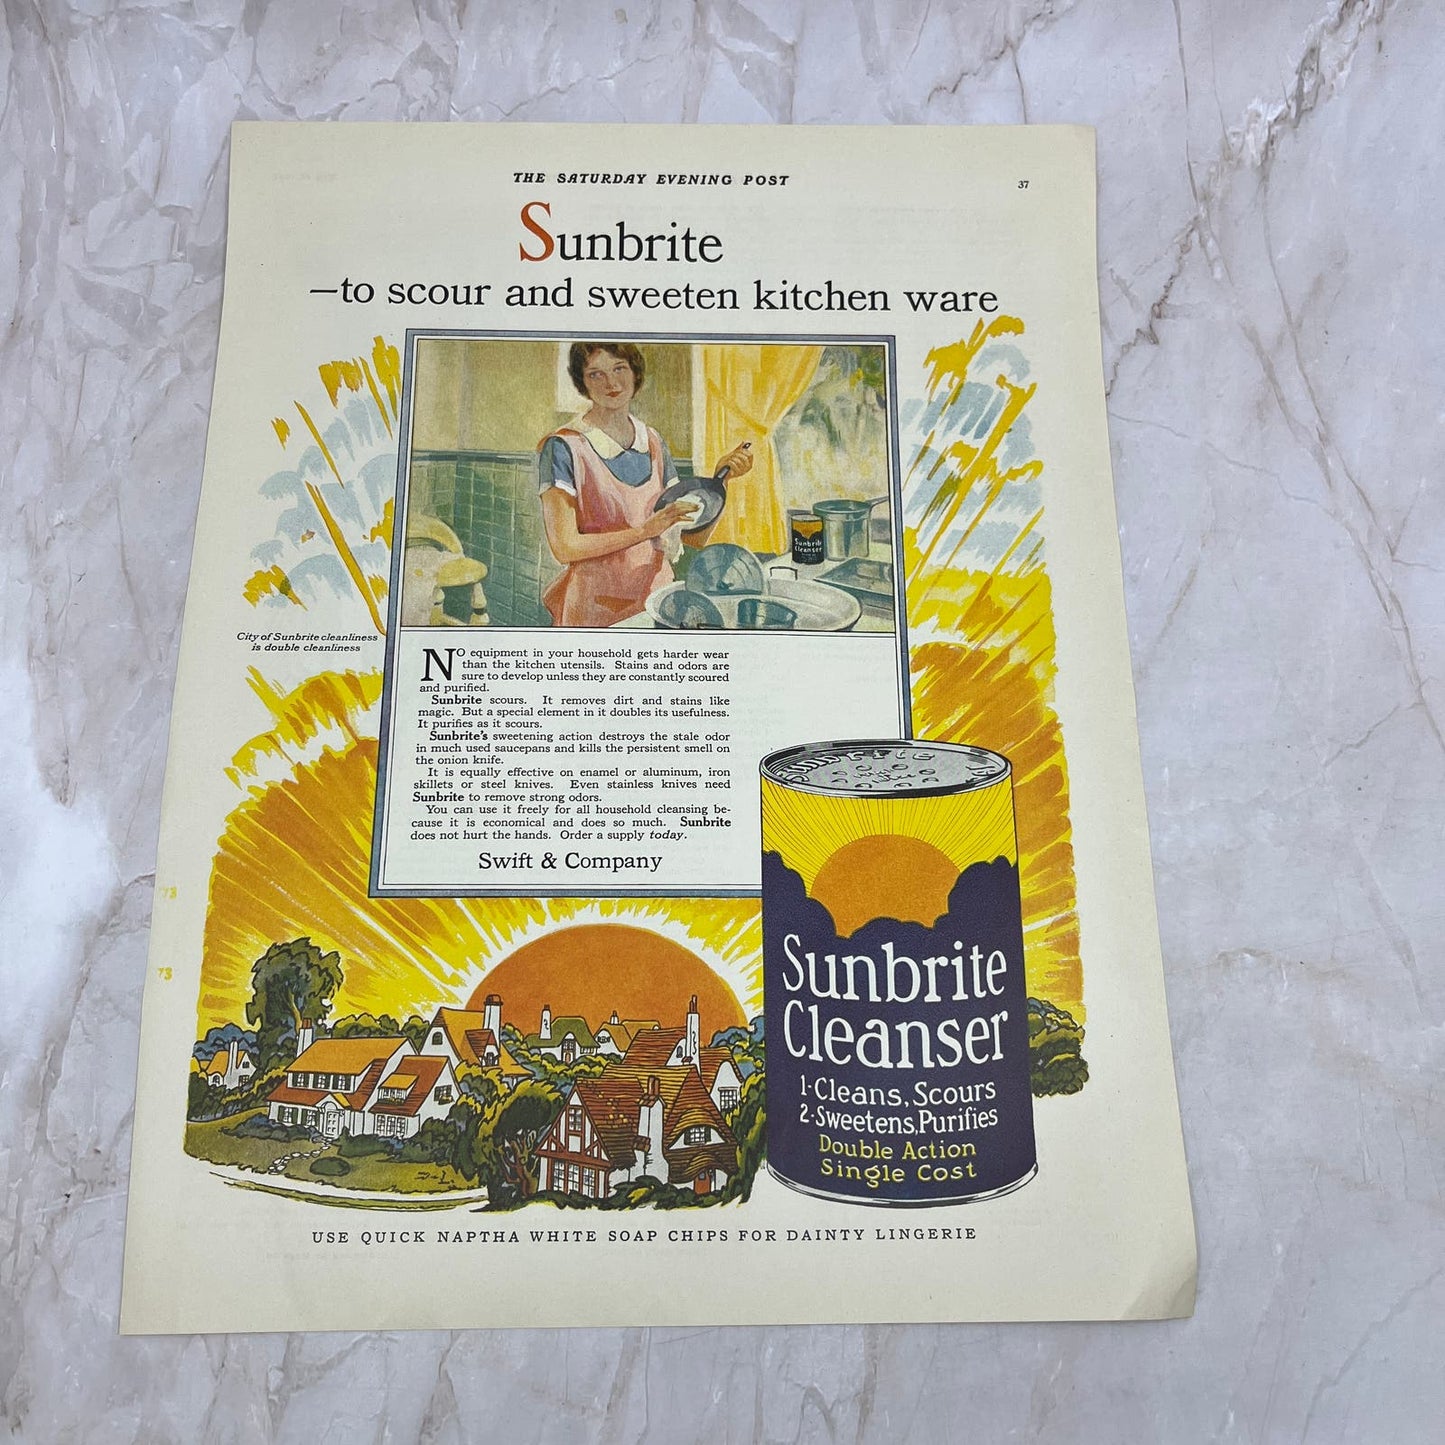 THE SATURDAY EVENING POST
37
Sunbrite
—to scour and sweeten kitchen ware
Sunbrite
Cleanser
City of Sunbrite cleanliness
is double cleanliness
NO equipment in your household gets harder wear
than the kitchen utensils. Stains and odors are
sure to develop unless they are constantly scoured
and purified.
Sunbrite scours. It removes dirt and stains like
magic. But a special element in it doubles its usefulness.
It purifies as it scours.
Sunbrite's sweetening action destroys the stale odor
in much used saucepans and kills the persistent smell on
the onion knife.
It is equally effective on enamel or aluminum, iron
skillets or steel knives. Even stainless knives need
Sunbrite to remove strong odors.
You can use it freely for all household cleansing be-
cause it is economical and does so much. Sunbrite
does not hurt the hands. Order a supply today.
Swift & Company
Sunbrite
Cleanser
1-Cleans, Scours
2-Sweetens, Purifies
Double Action
Single Cost
73
73
USE QUICK NAPTHA WHITE SOAP CHIPS FOR DAINTY LINGERIE